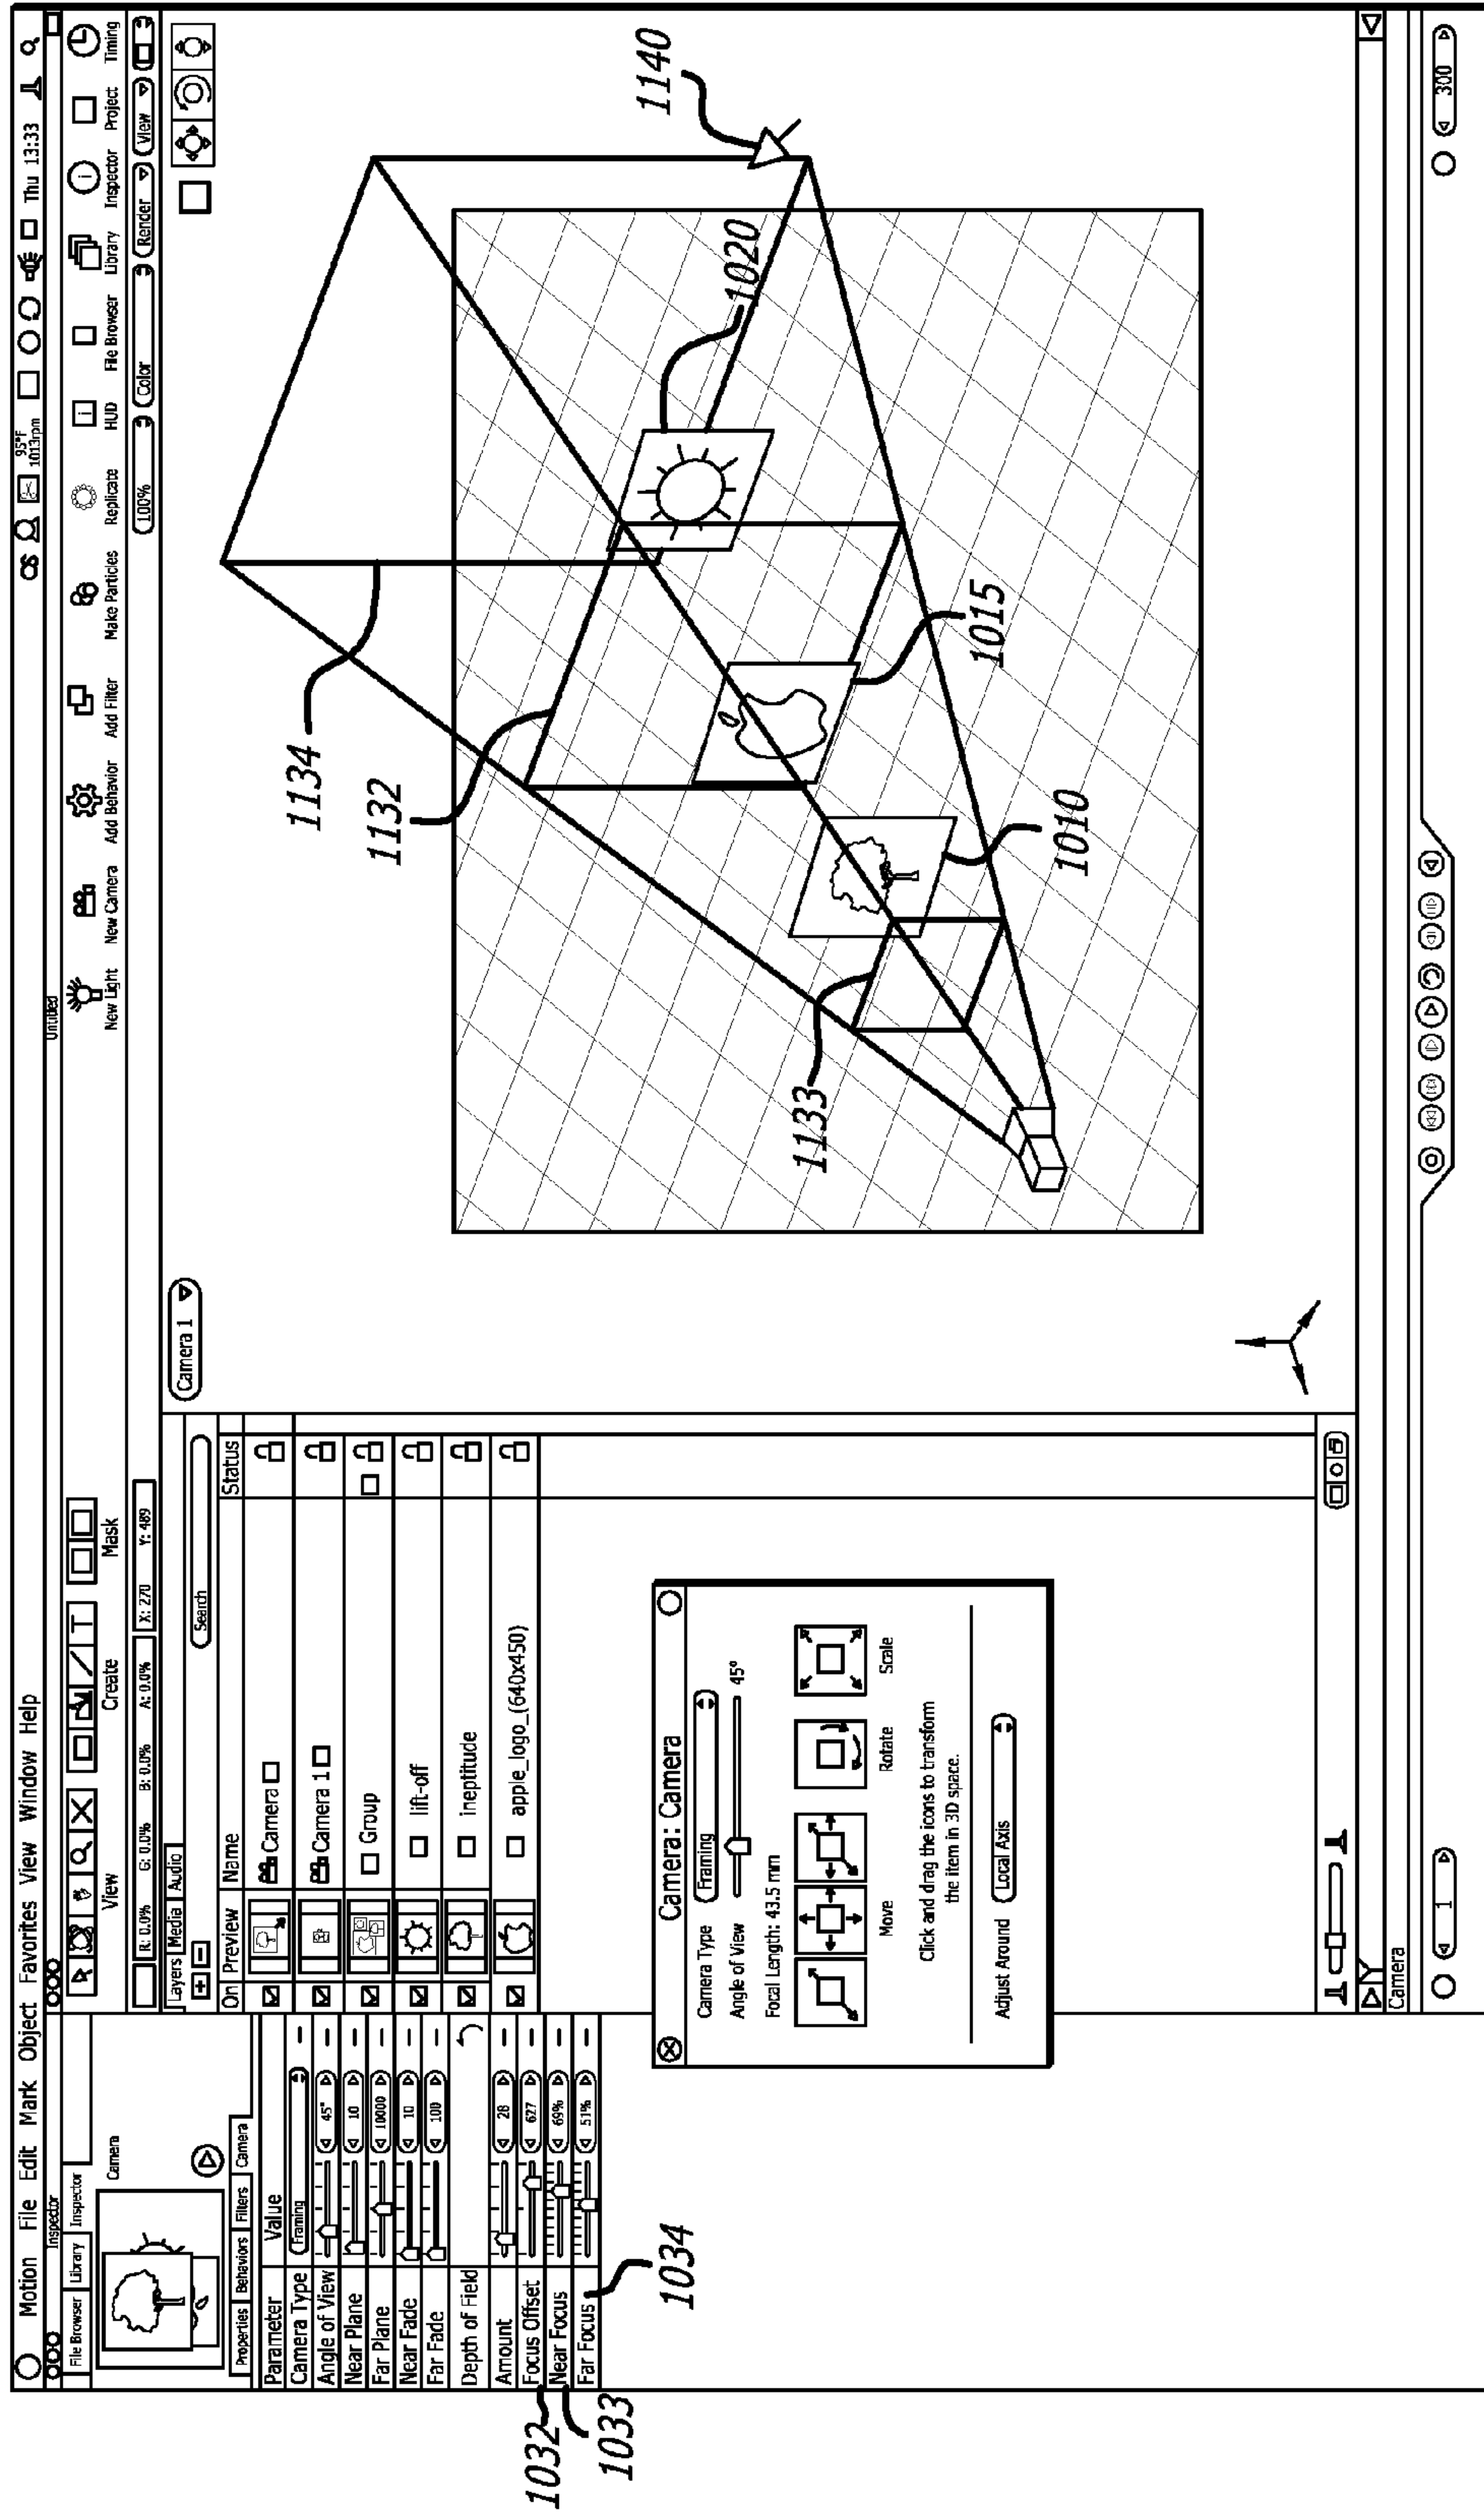 Motion File Edit Mark Object Favorites View Window Help
95°F
1013rpm
Thu 13:33
Inspector
Untitled
File Browser Library Inspector
Camera
Properties Behaviors Filters Camera
Parameter Value
Camera Type Framing
Angle of View 45°
Near Plane 10
Far Plane 10000
Near Fade 10
Far Fade 100
Depth of Field
Amount 28
Focus Offset 627
Near Focus 69%
Far Focus 51%
1032
1033
1034
View
Create
Mask
New Light
New Camera
Add Behavior
Add Filter
Make Particles
Replicate
HUD
File Browser
Library
Inspector
Project
Timing
R: 0.0% G: 0.0% B: 0.0% A: 0.0% X: 270 Y: 489
100% Color Render View
Layers Media Audio
Search
On Preview Name Status
Camera
Camera 1
Group
lift-off
ineptitude
apple_logo_(640x450)
Camera: Camera
Camera Type Framing
Angle of View 45°
Focal Length: 43.5 mm
Move Rotate Scale
Click and drag the icons to transform
the item in 3D space.
Adjust Around Local Axis
Camera 1
1134
1132
1133
1140
1020
1015
1010
Camera
1
300